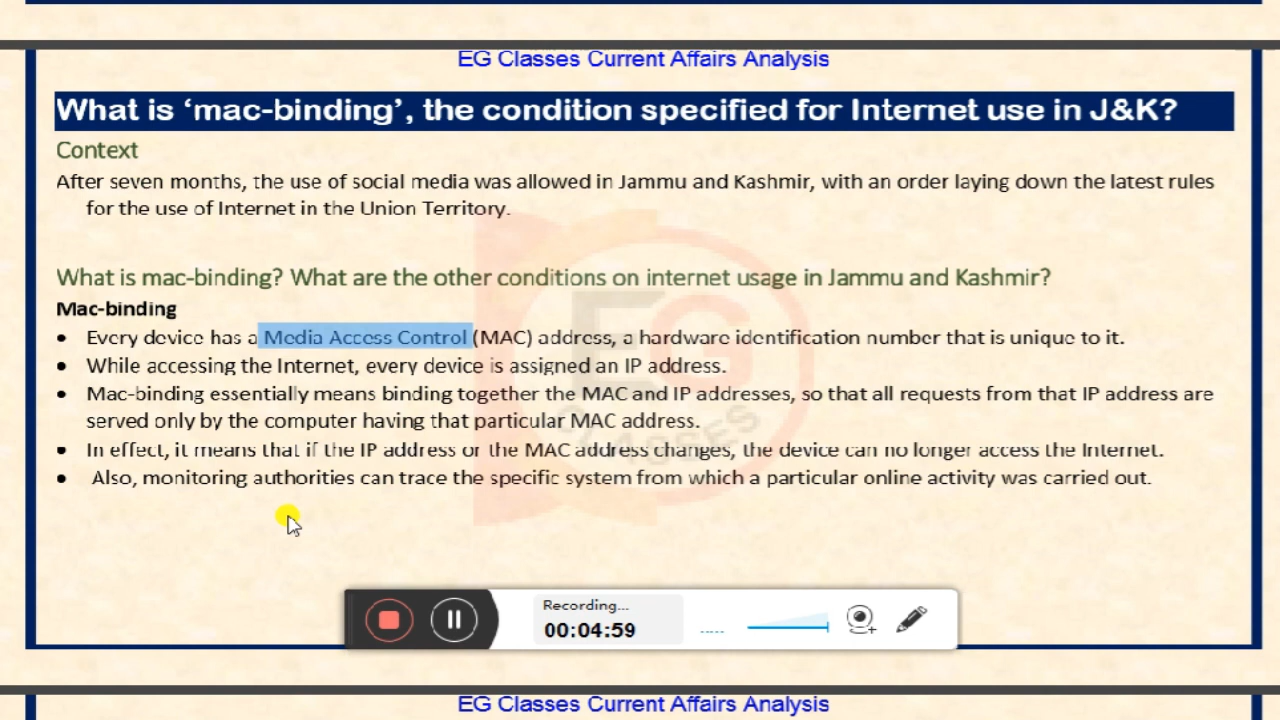 EG Classes Current Affairs Analysis
What is ‘mac-binding’, the condition specified for Internet use in J&K?
Context
After seven months, the use of social media was allowed in Jammu and Kashmir, with an order laying down the latest rules
for the use of Internet in the Union Territory.
What is mac-binding? What are the other conditions on internet usage in Jammu and Kashmir?
Mac-binding
• Every device has a Media Access Control (MAC) address, a hardware identification number that is unique to it.
• While accessing the Internet, every device is assigned an IP address.
• Mac-binding essentially means binding together the MAC and IP addresses, so that all requests from that IP address are
served only by the computer having that particular MAC address.
• In effect, it means that if the IP address or the MAC address changes, the device can no longer access the Internet.
• Also, monitoring authorities can trace the specific system from which a particular online activity was carried out.
EG
CLASSES
Recording...
00:04:59
EG Classes Current Affairs Analysis